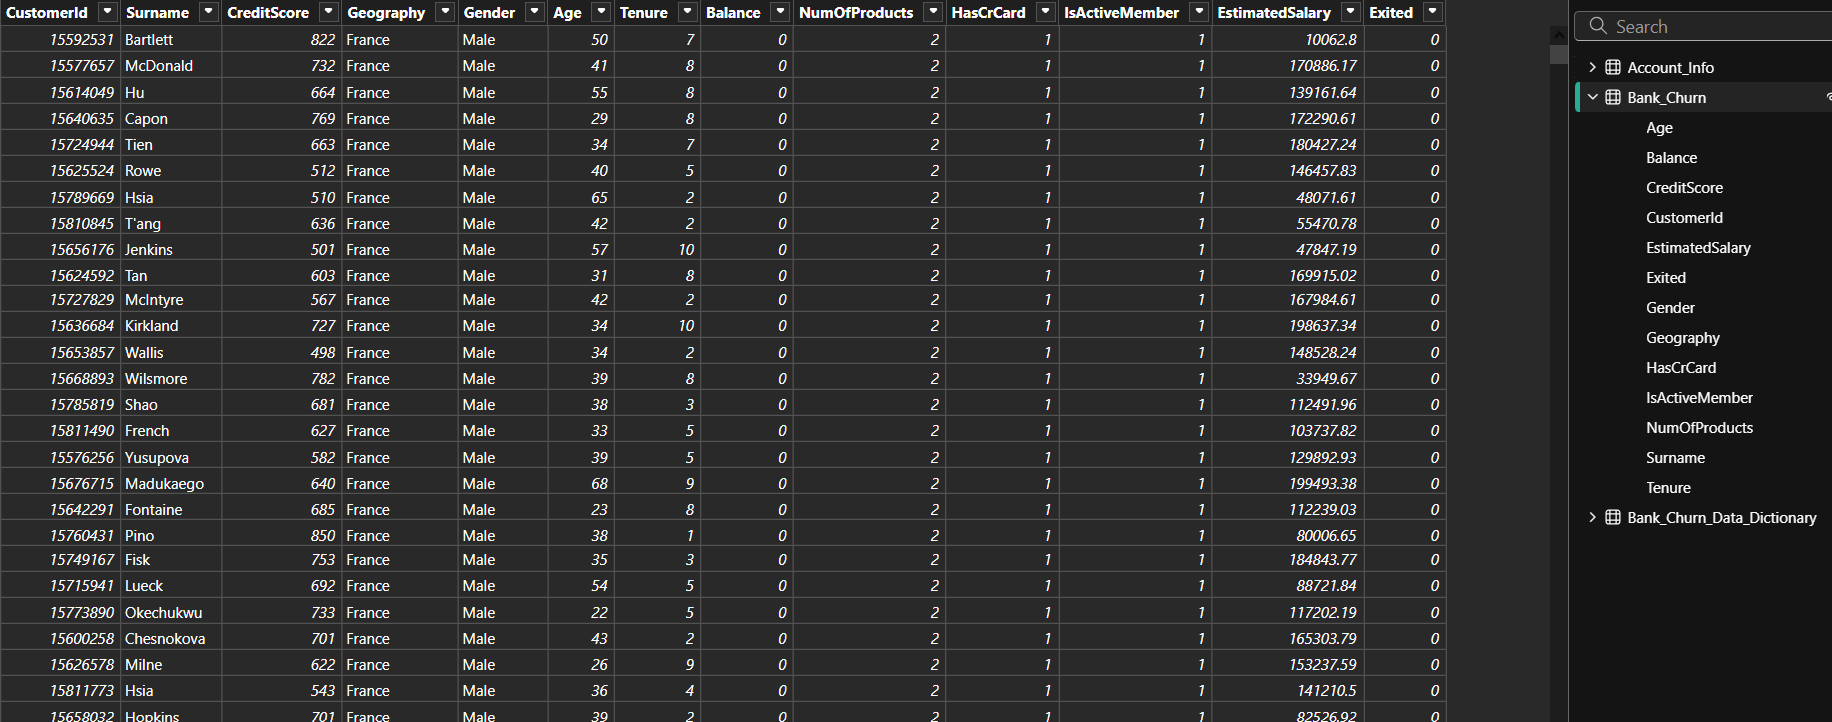 CustomerId Surname CreditScore Geography Gender Age Tenure Balance NumOfProducts HasCrCard IsActiveMember EstimatedSalary Exited
15592531 Bartlett 822 France Male 50 7 0 2 1 1 10062.8 0
15577657 McDonald 732 France Male 41 8 0 2 1 1 170886.17 0
15614049 Hu 664 France Male 55 8 0 2 1 1 139161.64 0
15640635 Capon 769 France Male 29 8 0 2 1 1 172290.61 0
15724944 Tien 663 France Male 34 7 0 2 1 1 180427.24 0
15625524 Rowe 512 France Male 40 5 0 2 1 1 146457.83 0
15789669 Hsia 510 France Male 65 2 0 2 1 1 48071.61 0
15810845 T'ang 636 France Male 42 2 0 2 1 1 55470.78 0
15656176 Jenkins 501 France Male 57 10 0 2 1 1 47847.19 0
15624592 Tan 603 France Male 31 8 0 2 1 1 169915.02 0
15727829 McIntyre 567 France Male 42 2 0 2 1 1 167984.61 0
15636684 Kirkland 727 France Male 34 10 0 2 1 1 198637.34 0
15653857 Wallis 498 France Male 34 2 0 2 1 1 148528.24 0
15668893 Wilsmore 782 France Male 39 8 0 2 1 1 33949.67 0
15785819 Shao 681 France Male 38 3 0 2 1 1 112491.96 0
15811490 French 627 France Male 33 5 0 2 1 1 103737.82 0
15576256 Yusupova 582 France Male 39 5 0 2 1 1 129892.93 0
15676715 Madukaego 640 France Male 68 9 0 2 1 1 199493.38 0
15642291 Fontaine 685 France Male 23 8 0 2 1 1 112239.03 0
15760431 Pino 850 France Male 38 1 0 2 1 1 80006.65 0
15749167 Fisk 753 France Male 35 3 0 2 1 1 184843.77 0
15715941 Lueck 692 France Male 54 5 0 2 1 1 88721.84 0
15773890 Okechukwu 733 France Male 22 5 0 2 1 1 117202.19 0
15600258 Chesnokova 701 France Male 43 2 0 2 1 1 165303.79 0
15626578 Milne 622 France Male 26 9 0 2 1 1 153237.59 0
15811773 Hsia 543 France Male 36 4 0 2 1 1 141210.5 0
15658032 Hopkins 701 France Male 39 2 0 2 1 1 82526.92 0
Search
Account_Info
Bank_Churn
Age
Balance
CreditScore
CustomerId
EstimatedSalary
Exited
Gender
Geography
HasCrCard
IsActiveMember
NumOfProducts
Surname
Tenure
Bank_Churn_Data_Dictionary